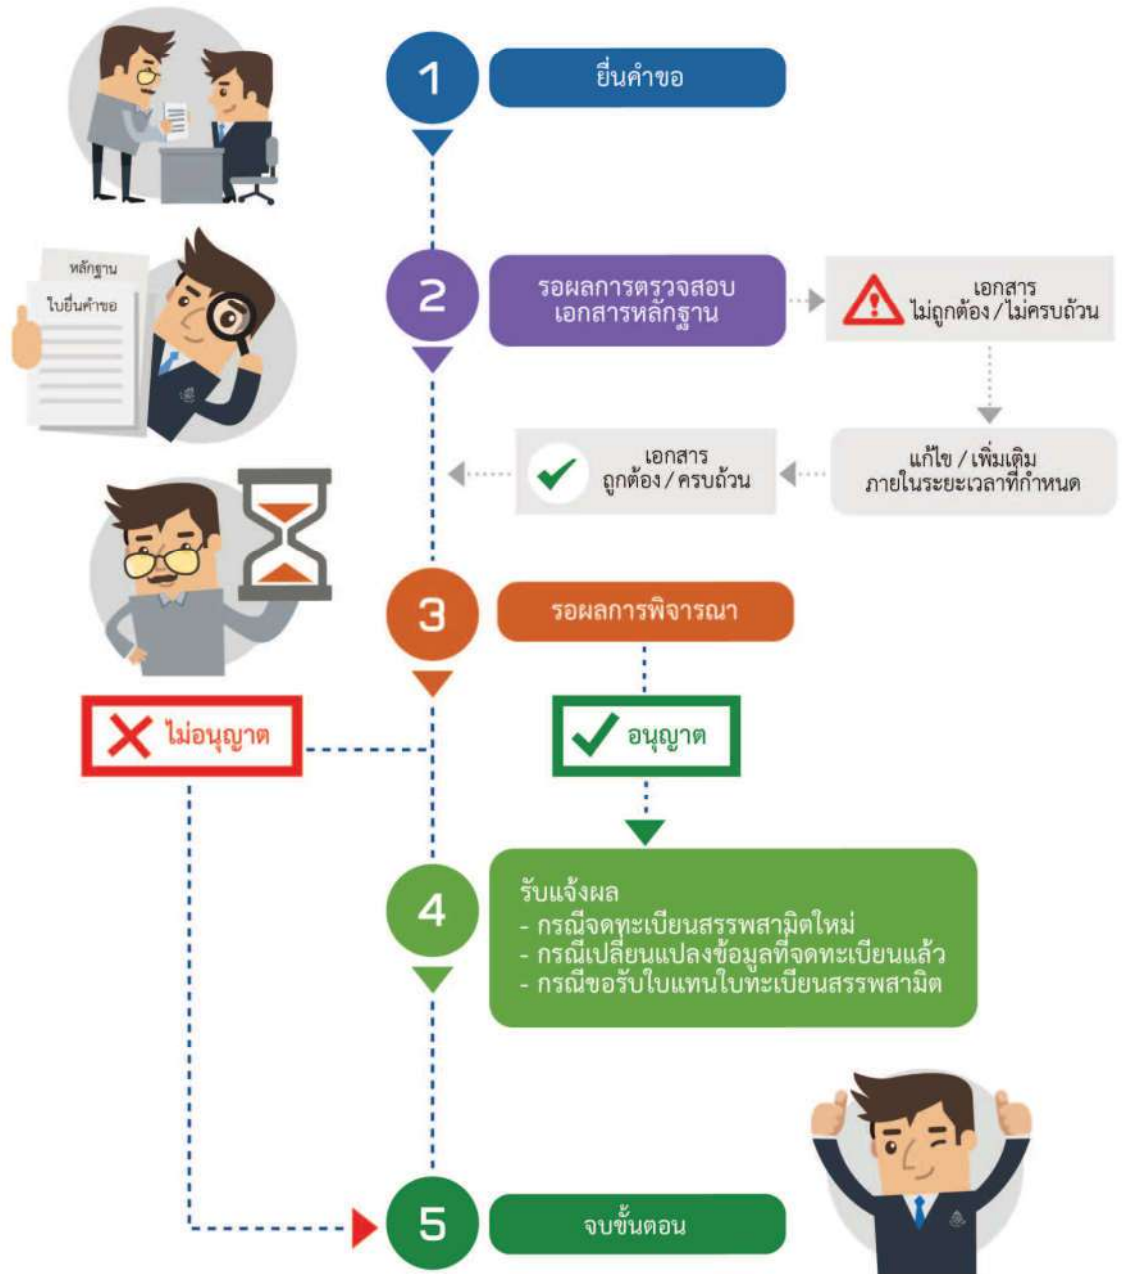 1
ยื่นคำขอ
หลักฐาน
ใบยื่นคำขอ
2
รอผลการตรวจสอบ
เอกสารหลักฐาน
เอกสาร
ไม่ถูกต้อง / ไม่ครบถ้วน
เอกสาร
ถูกต้อง / ครบถ้วน
แก้ไข / เพิ่มเติม
ภายในระยะเวลาที่กำหนด
3
รอผลการพิจารณา
ไม่อนุญาต
อนุญาต
4
รับแจ้งผล
- กรณีจดทะเบียนสรรพสามิตใหม่
- กรณีเปลี่ยนแปลงข้อมูลที่จดทะเบียนแล้ว
- กรณีขอรับใบแทนใบทะเบียนสรรพสามิต
5
จบขั้นตอน